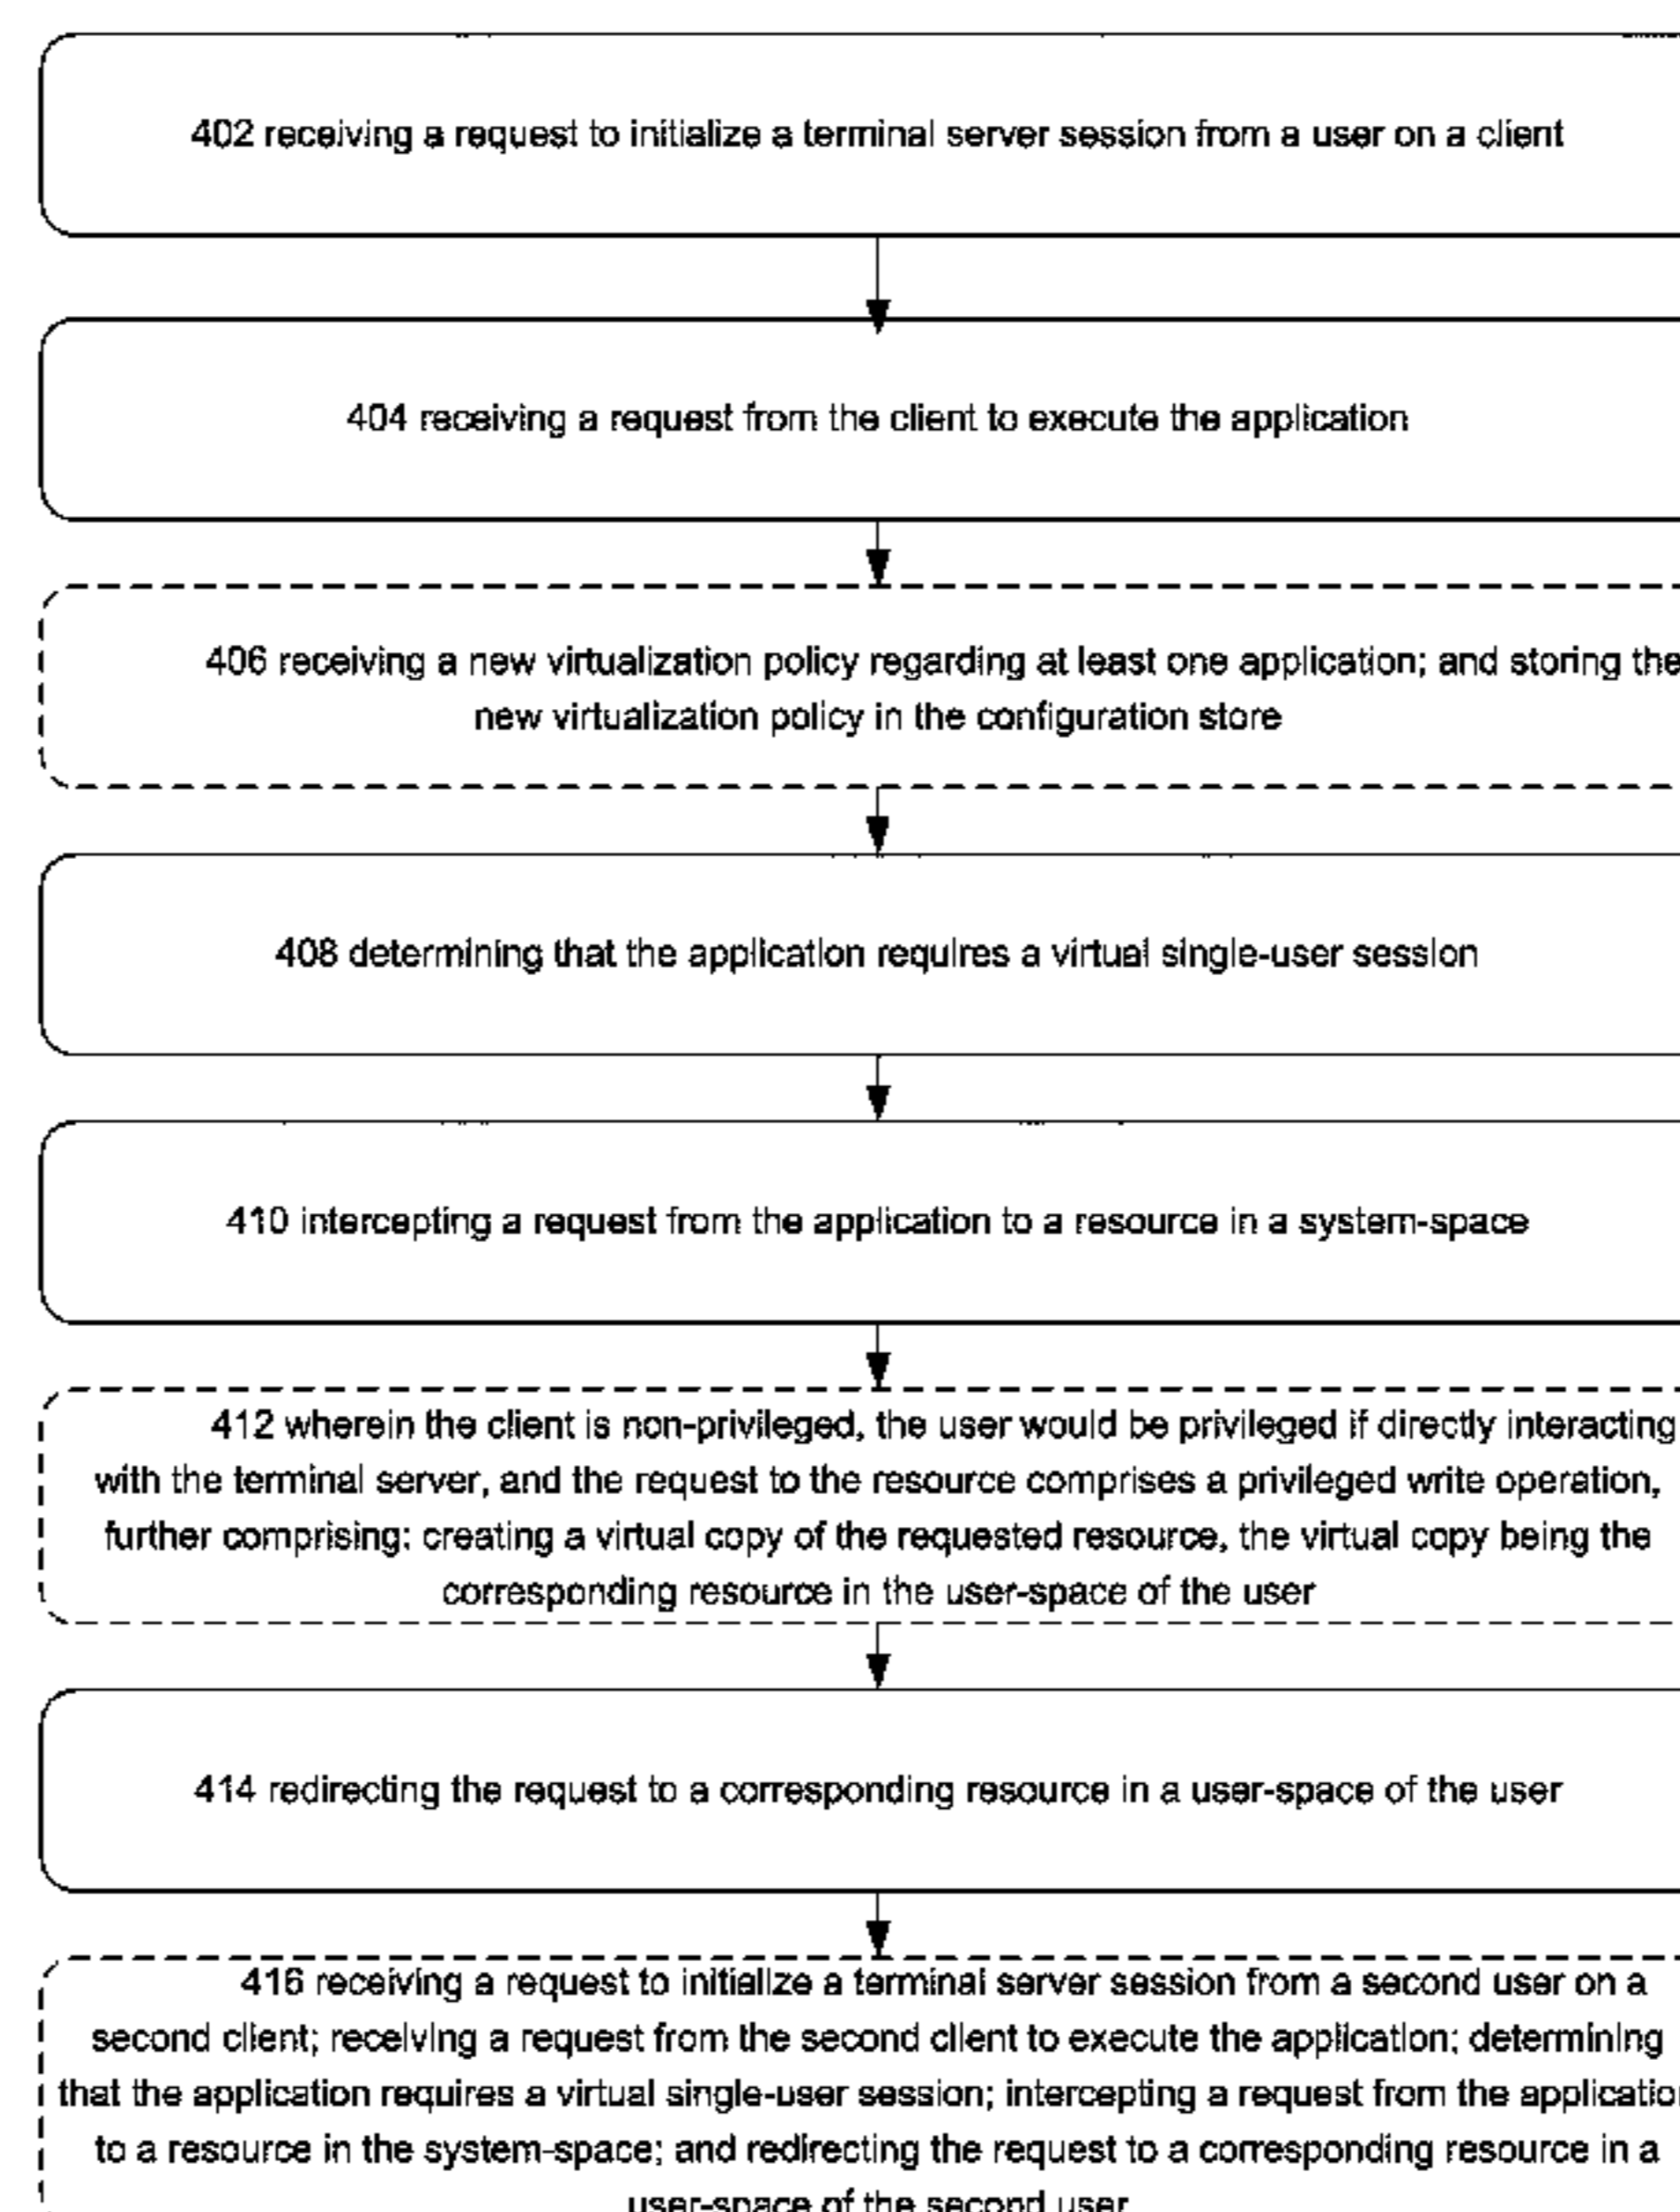 402 receiving a request to initialize a terminal server session from a user on a client
404 receiving a request from the client to execute the application
406 receiving a new virtualization policy regarding at least one application; and storing the
new virtualization policy in the configuration store
408 determining that the application requires a virtual single-user session
410 intercepting a request from the application to a resource in a system-space
412 wherein the client is non-privileged, the user would be privileged if directly interacting
with the terminal server, and the request to the resource comprises a privileged write operation,
further comprising: creating a virtual copy of the requested resource, the virtual copy being the
corresponding resource in the user-space of the user
414 redirecting the request to a corresponding resource in a user-space of the user
416 receiving a request to initialize a terminal server session from a second user on a
second client; receiving a request from the second client to execute the application; determining
that the application requires a virtual single-user session; intercepting a request from the application
to a resource in the system-space; and redirecting the request to a corresponding resource in a
user-space of the second user